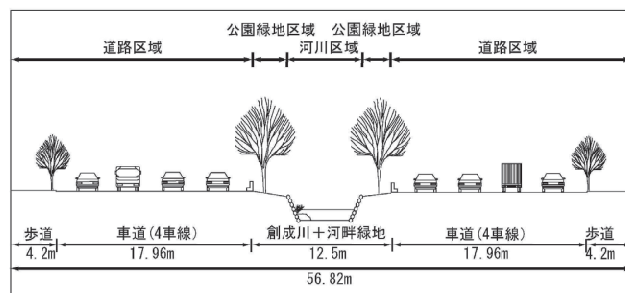 公園緑地区域 公園緑地区域
道路区域 河川区域 道路区域
歩道 車道(4車線) 創成川＋河畔緑地 車道(4車線) 歩道
4.2m 17.96m 12.5m 17.96m 4.2m
56.82m